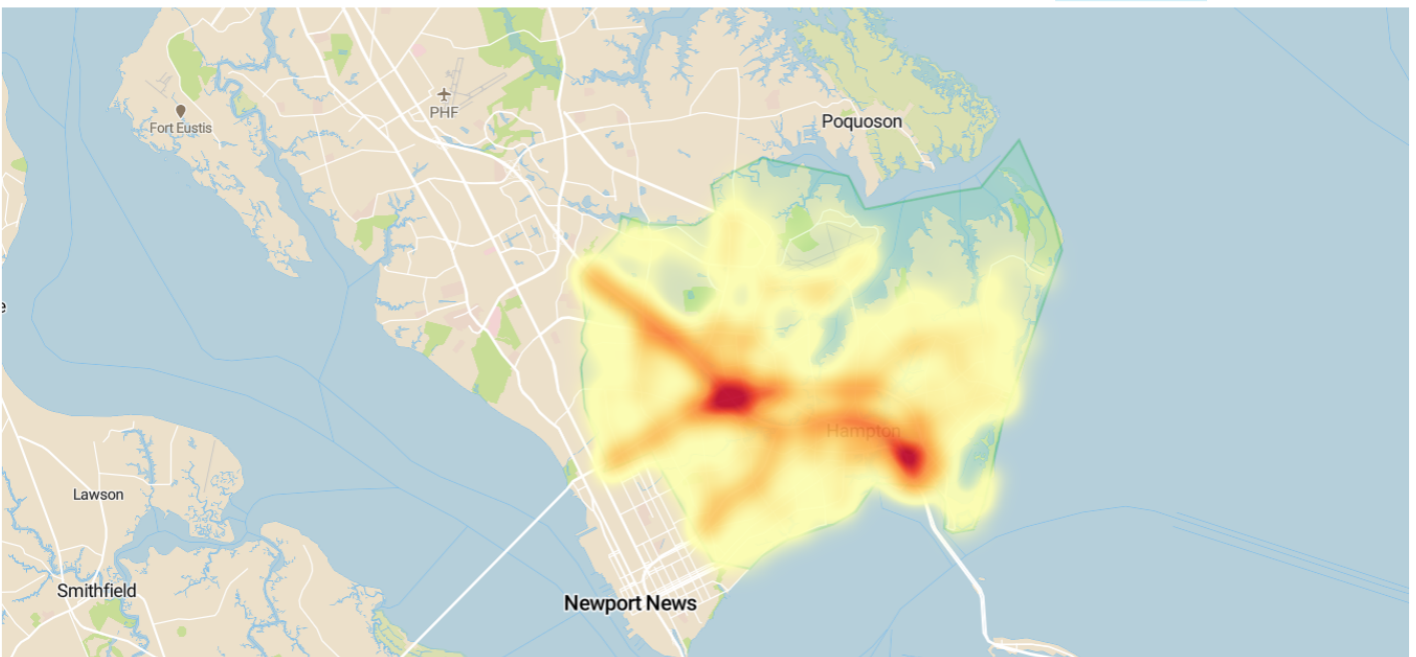 PHF
Fort Eustis
Poquoson
e
Hampton
Lawson
Smithfield
Newport News